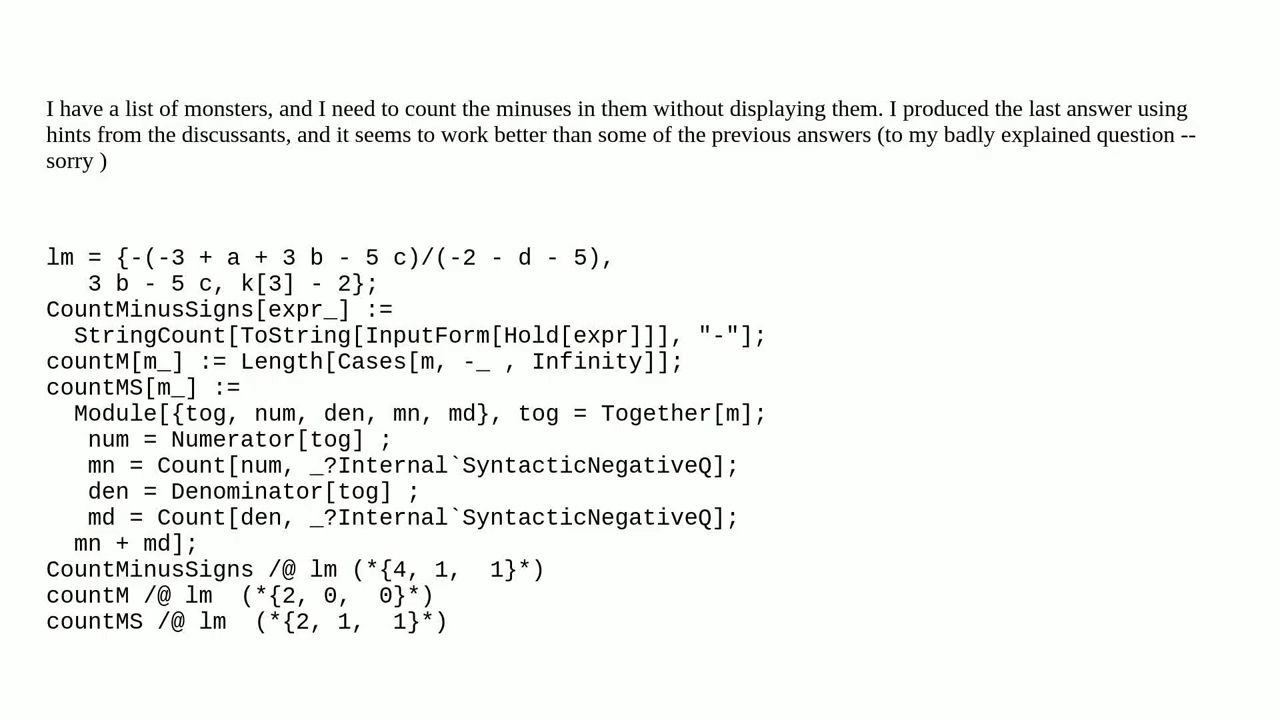 I have a list of monsters, and I need to count the minuses in them without displaying them. I produced the last answer using
hints from the discussants, and it seems to work better than some of the previous answers (to my badly explained question --
sorry )
lm = {-(-3 + a + 3 b - 5 c)/(-2 - d - 5),
   3 b - 5 c, k[3] - 2};
CountMinusSigns[expr_] :=
  StringCount[ToString[InputForm[Hold[expr]]], "-"];
countM[m_] := Length[Cases[m, -_ , Infinity]];
countMS[m_] :=
  Module[{tog, num, den, mn, md}, tog = Together[m];
   num = Numerator[tog] ;
   mn = Count[num, _?Internal`SyntacticNegativeQ];
   den = Denominator[tog] ;
   md = Count[den, _?Internal`SyntacticNegativeQ];
  mn + md];
CountMinusSigns /@ lm (*{4, 1,  1}*)
countM /@ lm  (*{2, 0,  0}*)
countMS /@ lm  (*{2, 1,  1}*)